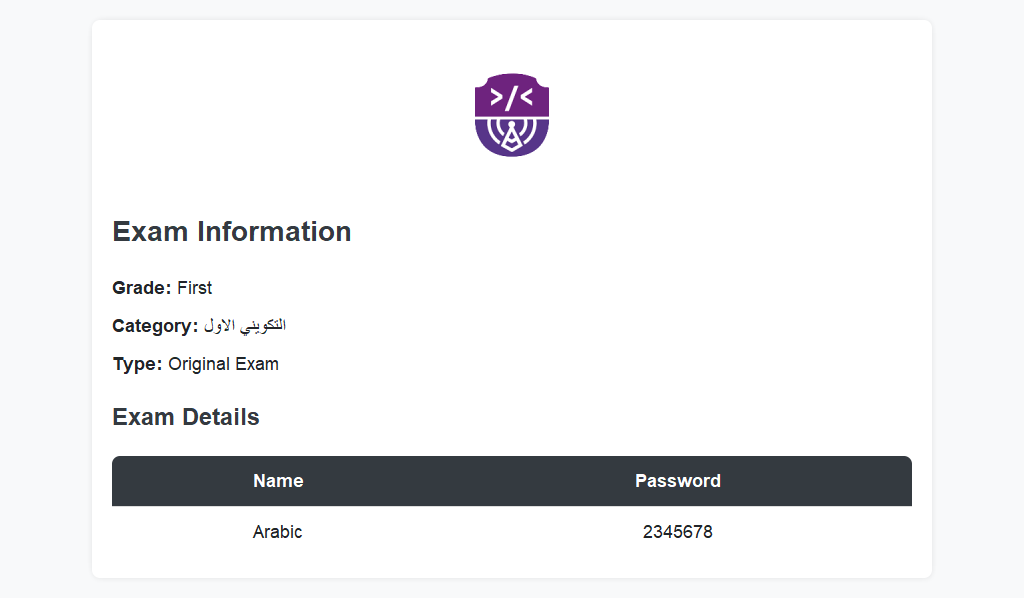 >/<
Exam Information
Grade: First
Category: التكويني الاول
Type: Original Exam
Exam Details
Name Password
Arabic 2345678